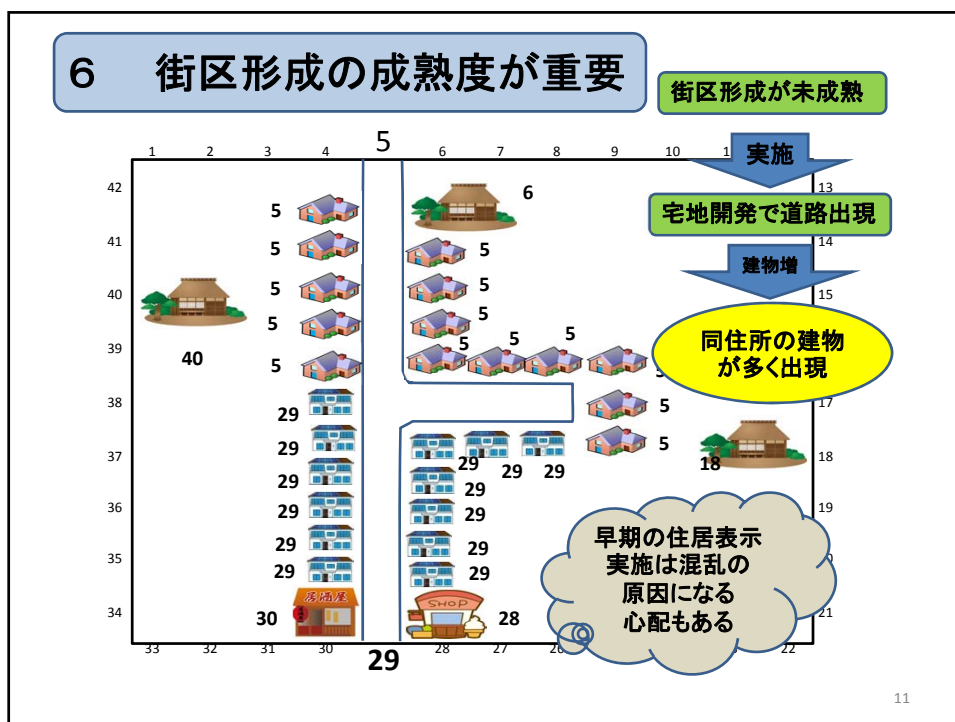 ６　街区形成の成熟度が重要
街区形成が未成熟
実施
宅地開発で道路出現
建物増
同住所の建物
が多く出現
1 2 3 4 5 6 7 8 9 10
42 13
5 6
41 14
5 5
40 15
5 5
5 5
39
40 5 5 5 5
38 17
29 5
37 18
29 29 29 29 5 18
36 19
29 29
29 29
35
29 29
29 29
34 21
居酒屋
30
SHOP
28
33 32 31 30 29 28 27 22
早期の住居表示
実施は混乱の
原因になる
心配もある
11